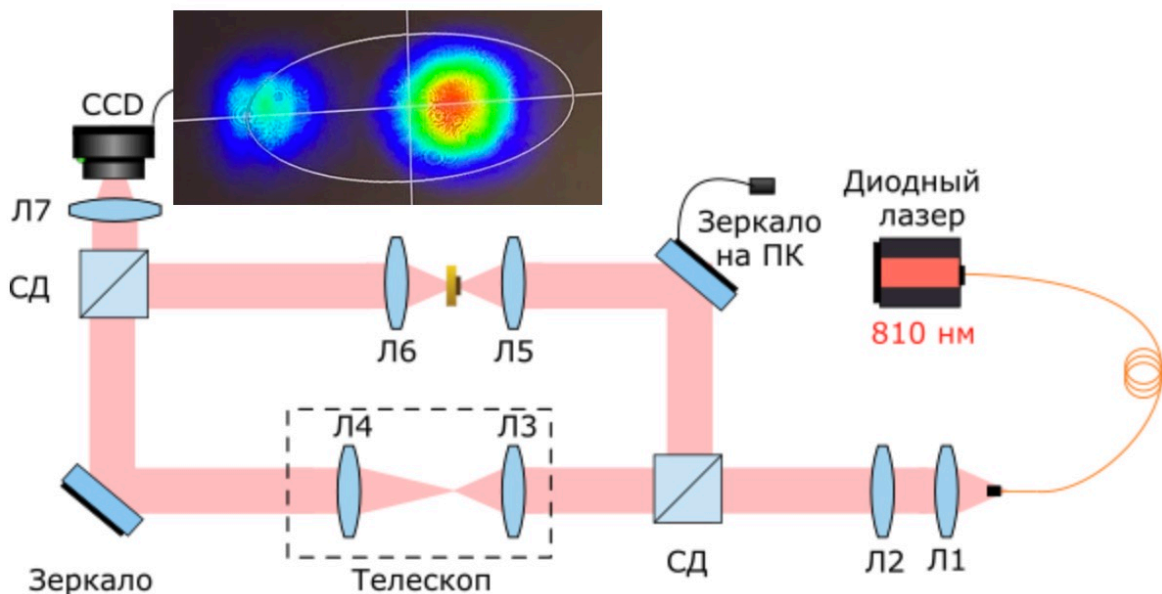 CCD
Л7
СД
Л6
Л5
Зеркало
на ПК
Диодный
лазер
810 нм
Л4
Л3
Л2
Л1
СД
Зеркало
Телескоп